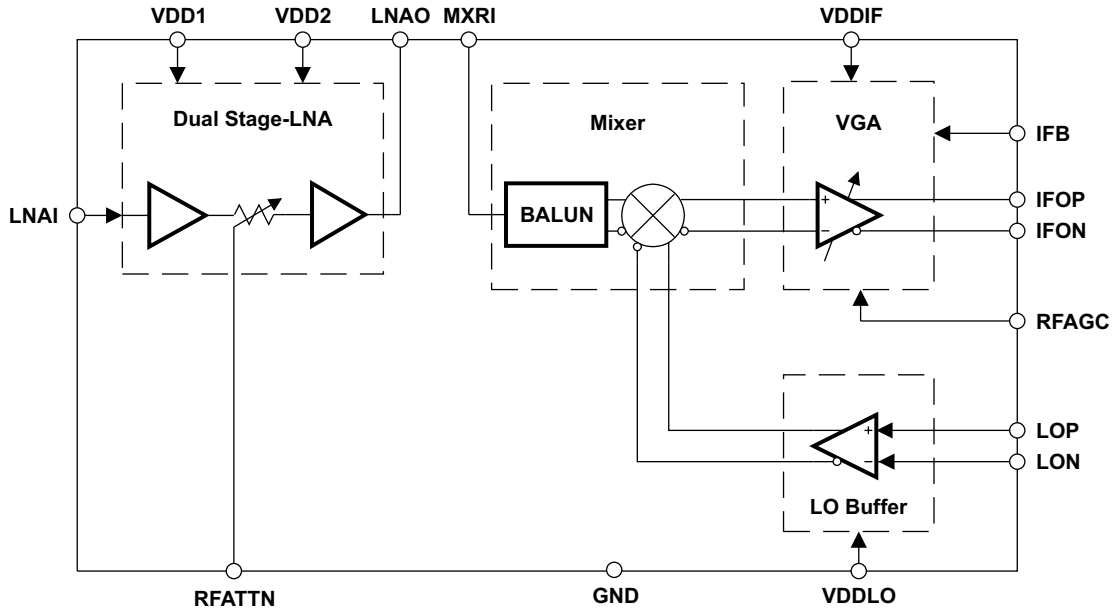 VDD1 VDD2 LNAO MXRI VDDIF
Dual Stage-LNA
Mixer
VGA
IFB
LNAI
BALUN
+
−
IFOP
IFON
RFAGC
+
−
LOP
LON
LO Buffer
RFATTN
GND
VDDLO